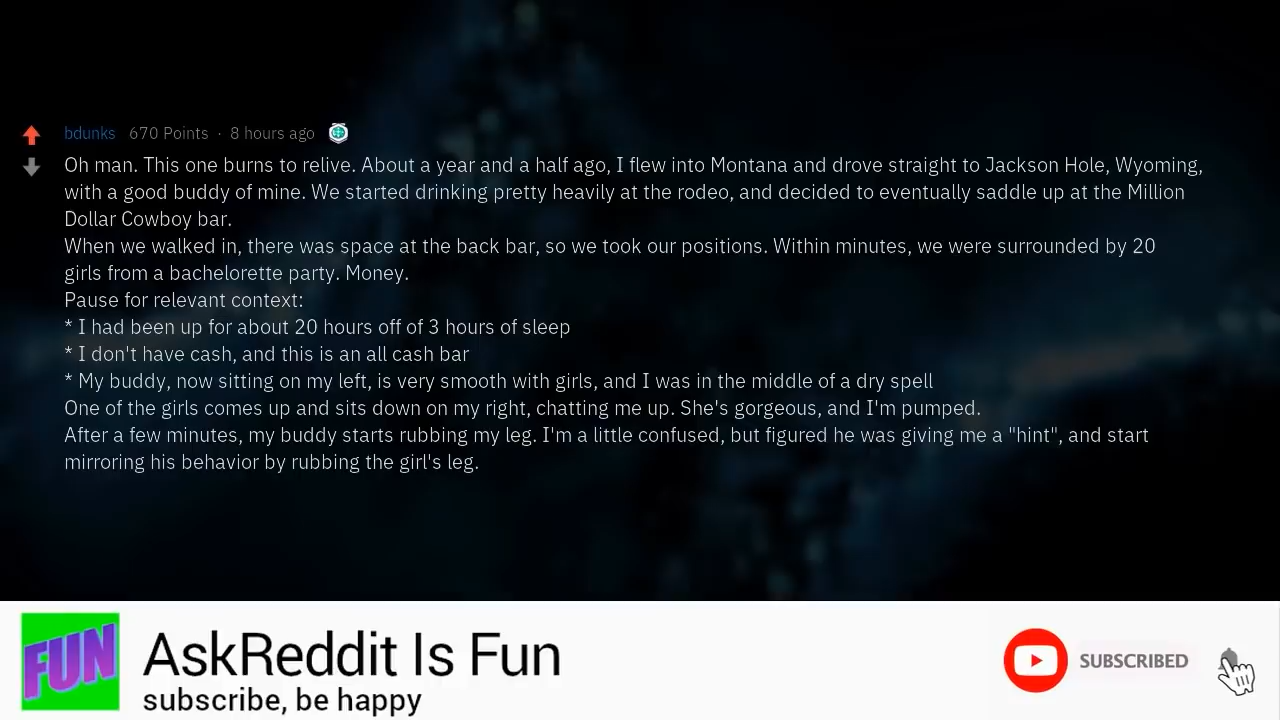 bdunks 670 Points · 8 hours ago
Oh man. This one burns to relive. About a year and a half ago, I flew into Montana and drove straight to Jackson Hole, Wyoming,
with a good buddy of mine. We started drinking pretty heavily at the rodeo, and decided to eventually saddle up at the Million
Dollar Cowboy bar.
When we walked in, there was space at the back bar, so we took our positions. Within minutes, we were surrounded by 20
girls from a bachelorette party. Money.
Pause for relevant context:
* I had been up for about 20 hours off of 3 hours of sleep
* I don't have cash, and this is an all cash bar
* My buddy, now sitting on my left, is very smooth with girls, and I was in the middle of a dry spell
One of the girls comes up and sits down on my right, chatting me up. She's gorgeous, and I'm pumped.
After a few minutes, my buddy starts rubbing my leg. I'm a little confused, but figured he was giving me a "hint", and start
mirroring his behavior by rubbing the girl's leg.
FUN
AskReddit Is Fun
subscribe, be happy
SUBSCRIBED